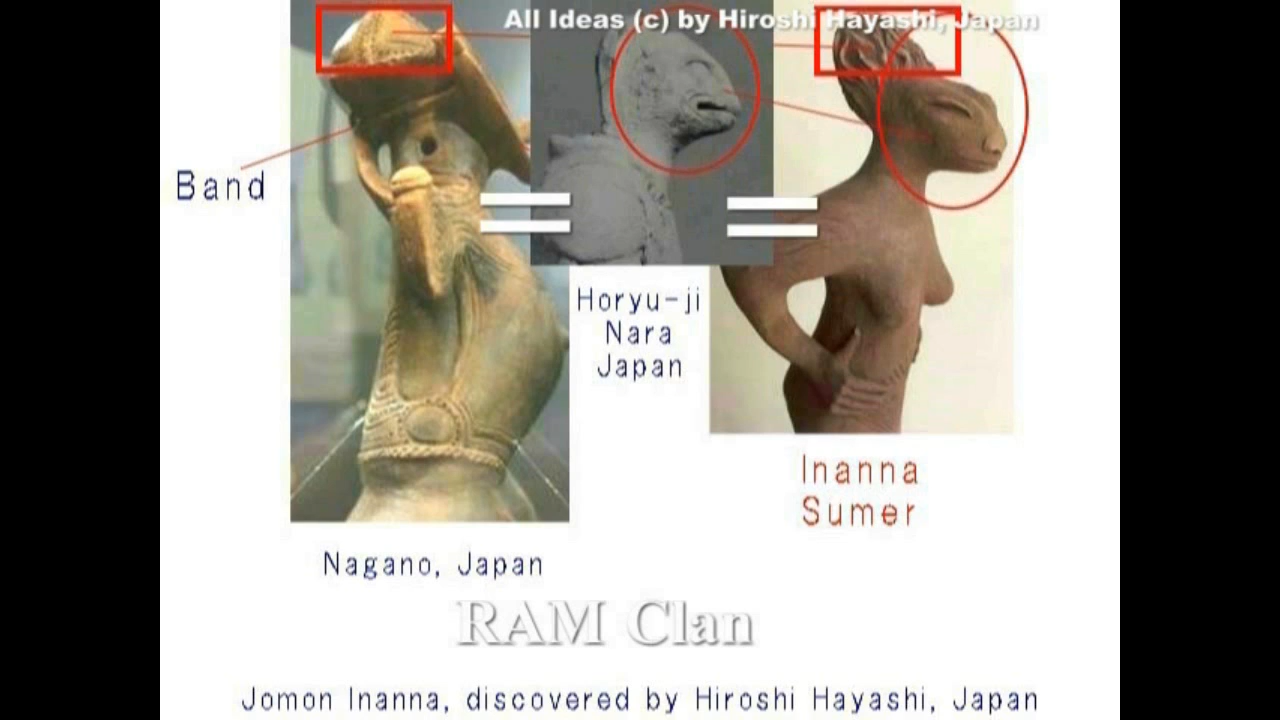 All Ideas (c) by Hiroshi Hayashi, Japan
Band
Horyu-ji
Nara
Japan
Inanna
Sumer
Nagano, Japan
RAM Clan
Jomon Inanna, discovered by Hiroshi Hayashi, Japan